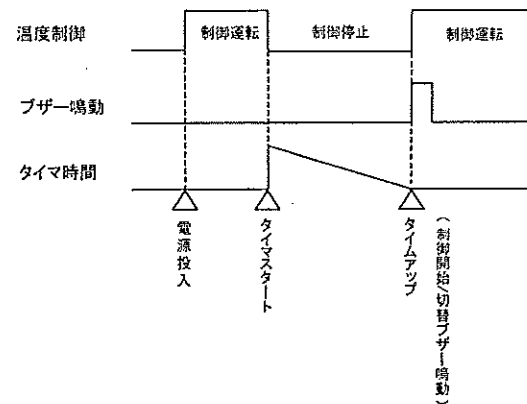 温度制御
制御運転
制御停止
制御運転
ブザー鳴動
タイマ時間
電源投入
タイマスタート
タイムアップ
(制御開始/切替ブザー鳴動)